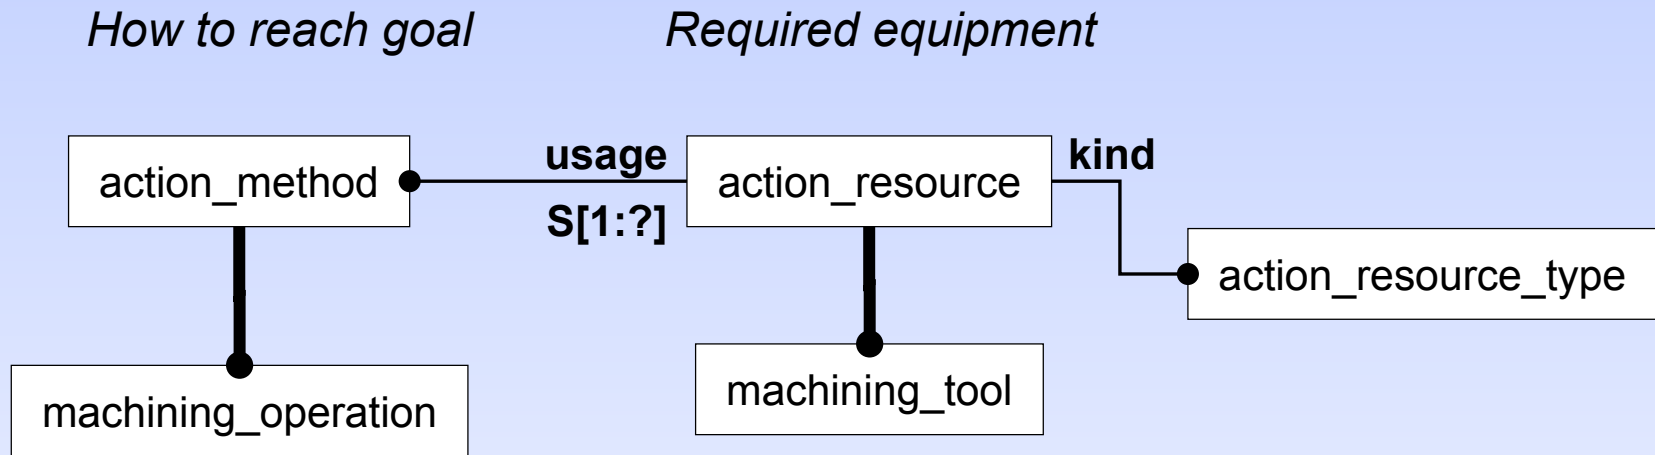 How to reach goal
Required equipment
action_method
usage
S[1:?]
action_resource
kind
action_resource_type
machining_operation
machining_tool